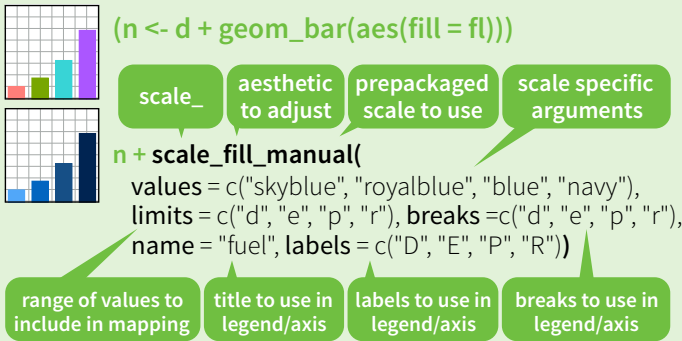 (n <- d + geom_bar(aes(fill = fl)))
scale_
aesthetic
to adjust
prepackaged
scale to use
scale specific
arguments
n + scale_fill_manual(
values = c("skyblue", "royalblue", "blue", "navy"),
limits = c("d", "e", "p", "r"), breaks =c("d", "e", "p", "r"),
name = "fuel", labels = c("D", "E", "P", "R"))
range of values to
include in mapping
title to use in
legend/axis
labels to use in
legend/axis
breaks to use in
legend/axis